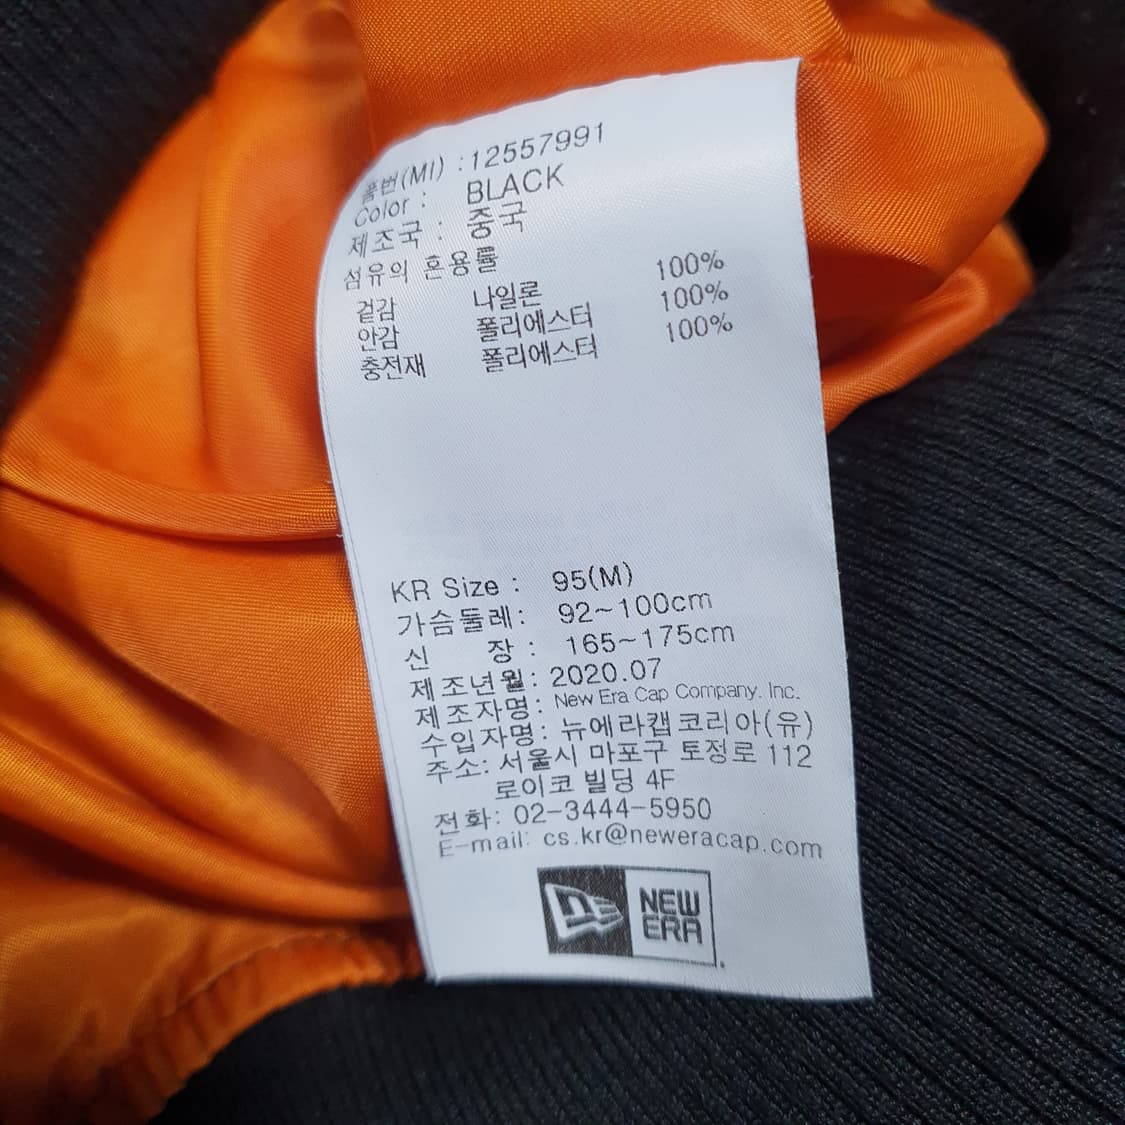 품번(MI) : 12557991
Color : BLACK
제조국 : 중국
섬유의 혼용률
겉감 나일론 100%
안감 폴리에스터 100%
충전재 폴리에스터 100%
KR Size : 95(M)
가슴둘레: 92~100cm
신 장 : 165~175cm
제조년월: 2020.07
제조자명: New Era Cap Company. Inc.
수입자명: 뉴에라캡코리아(유)
주소: 서울시 마포구 토정로 112
로이코 빌딩 4F
전화: 02-3444-5950
E-mail: cs.kr@neweracap.com
NEW
ERA